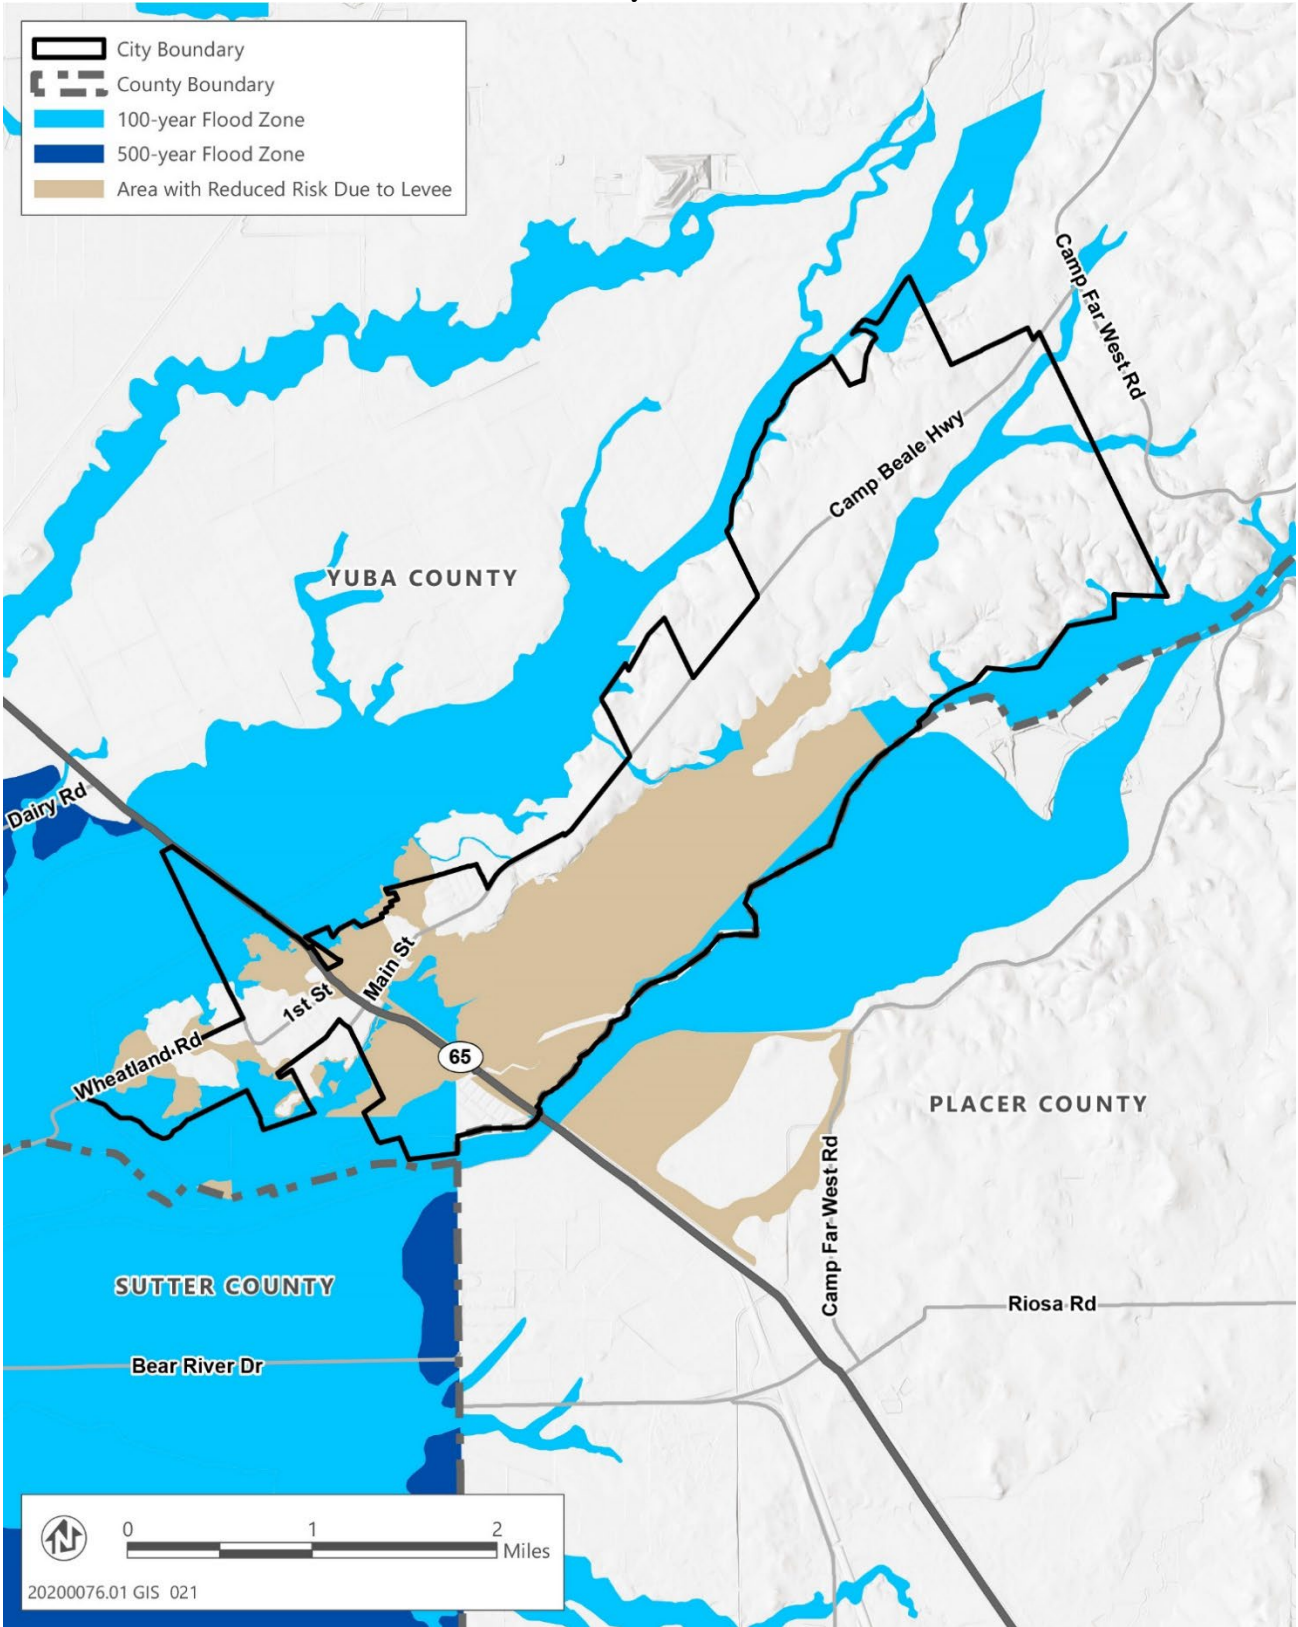 City Boundary
County Boundary
100-year Flood Zone
500-year Flood Zone
Area with Reduced Risk Due to Levee
Camp Far West Rd
Camp Beale Hwy
YUBA COUNTY
Dairy Rd
Main St
1st St
Wheatland Rd
65
PLACER COUNTY
Camp Far West Rd
SUTTER COUNTY
Riosa Rd
Bear River Dr
N
0 1 2
Miles
20200076.01 GIS 021